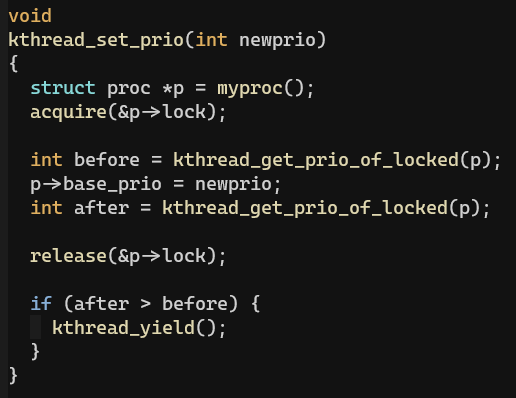 void
kthread_set_prio(int newprio)
{
  struct proc *p = myproc();
  acquire(&p->lock);

  int before = kthread_get_prio_of_locked(p);
  p->base_prio = newprio;
  int after = kthread_get_prio_of_locked(p);

  release(&p->lock);

  if (after > before) {
    kthread_yield();
  }
}